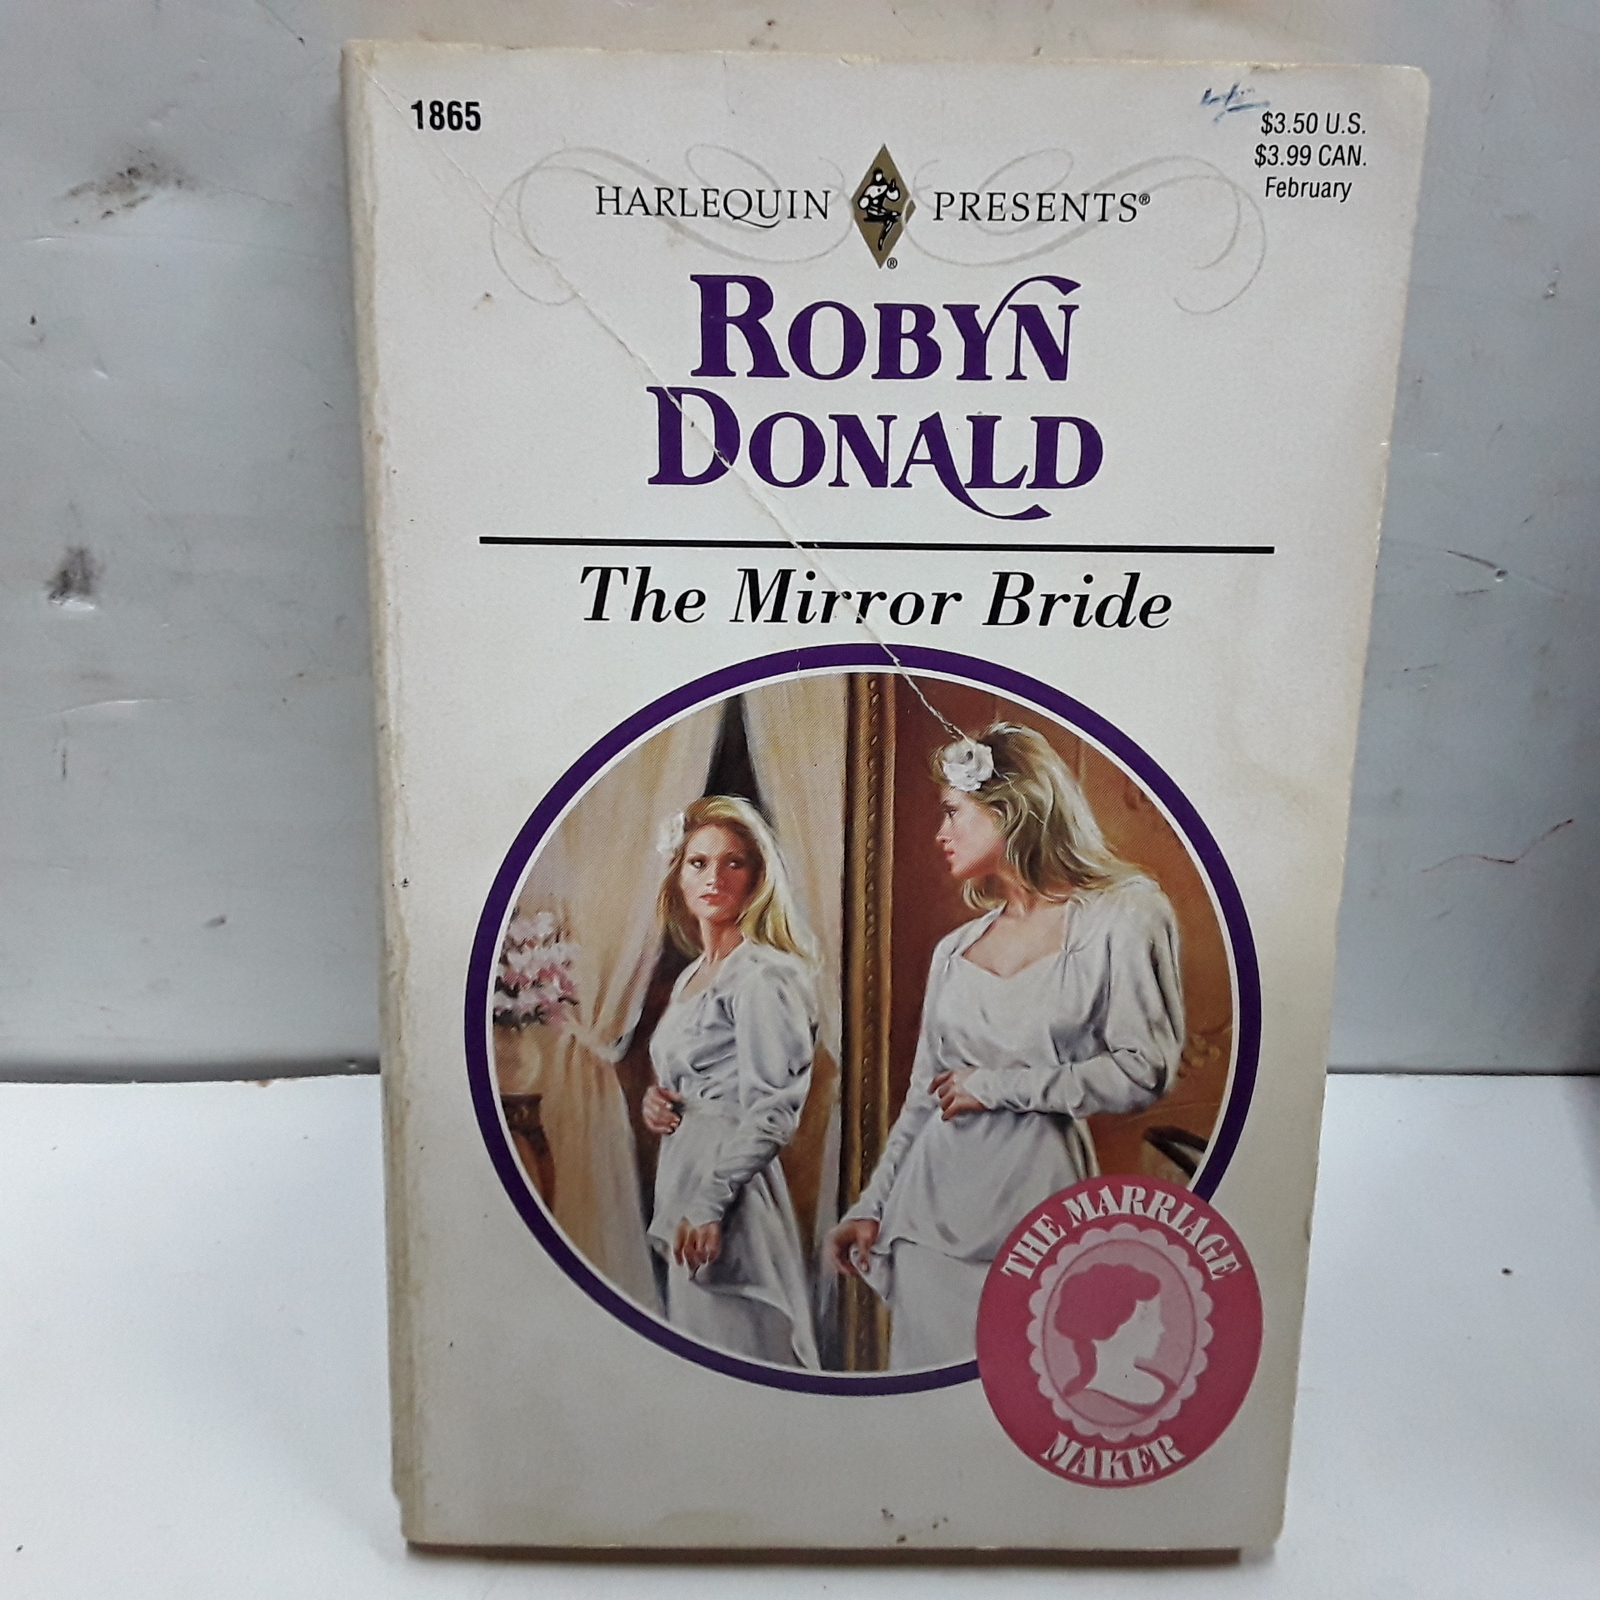 1865
$3.50 U.S.
$3.99 CAN.
February
HARLEQUIN PRESENTS®
®
ROBYN
DONALD
The Mirror Bride
THE MARRIAGE
MAKER